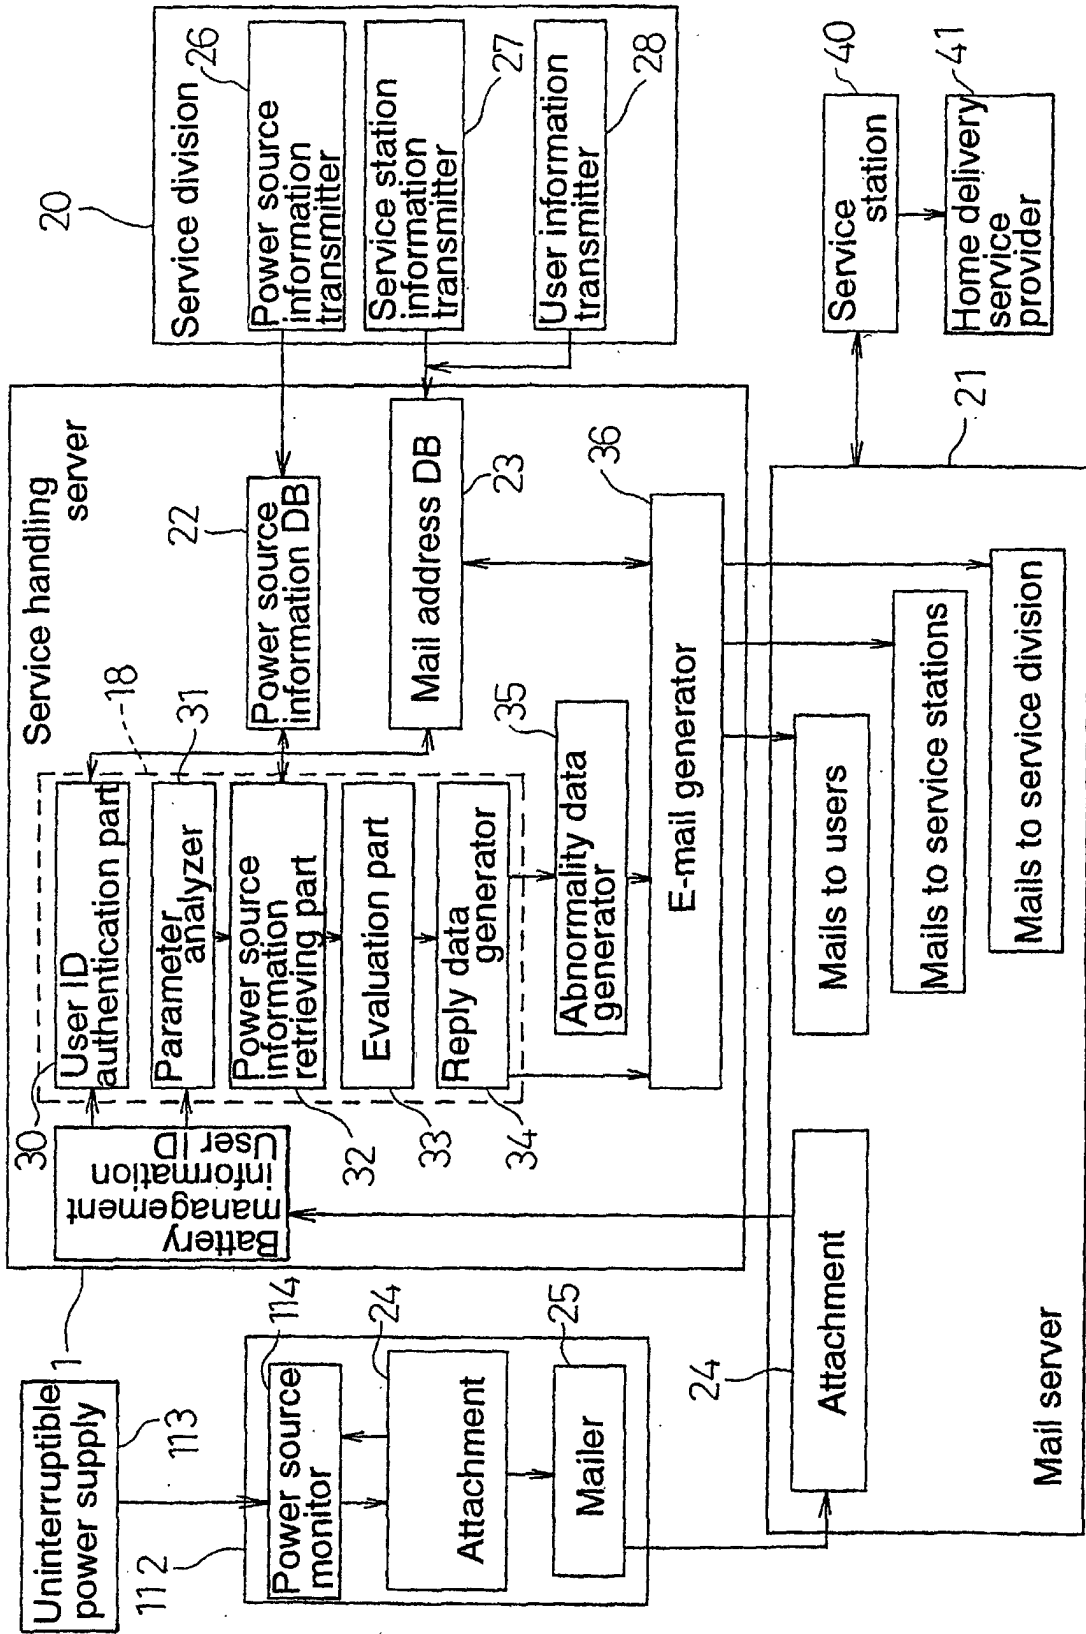 Uninterruptible
power supply
113
1
112
114
Power source
monitor
24
Attachment
25
Mailer
Service handling
server
Battery
management
information
User ID
30
User ID
authentication part
18
31
Parameter
analyzer
Power source
information
retrieving part
32
Evaluation part
33
Reply data
generator
34
22
Power source
information DB
Mail address DB
23
35
Abnormality data
generator
36
E-mail generator
20
Service division
26
Power source
information
transmitter
Service station
information
transmitter
27
User information
transmitter
28
24
Attachment
Mail server
21
Mails to users
Mails to service stations
Mails to service division
40
Service
station
41
Home delivery
service
provider